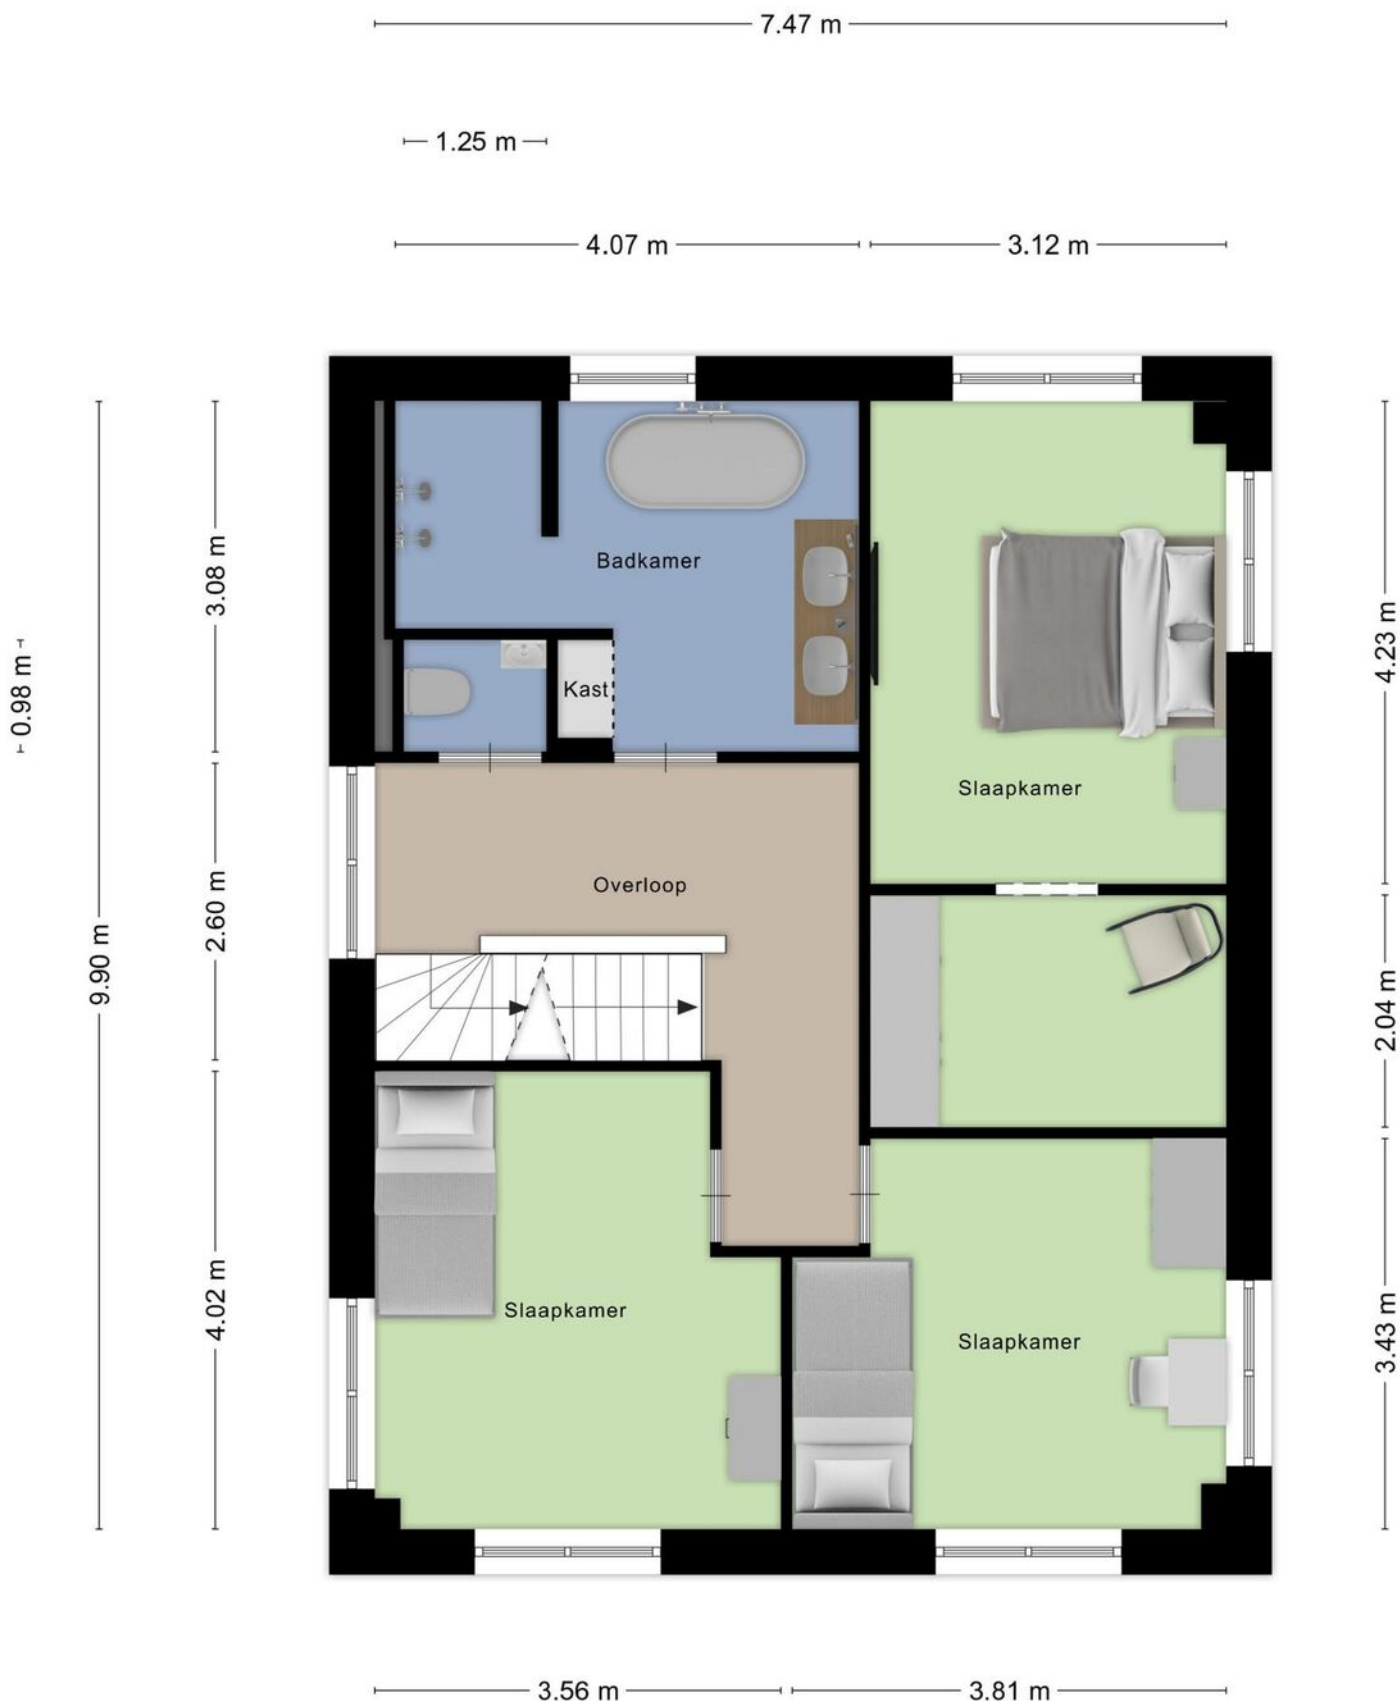 7.47 m
1.25 m
4.07 m
3.12 m
3.08 m
Badkamer
4.23 m
0.98 m
Kast
Slaapkamer
2.60 m
Overloop
9.90 m
2.04 m
4.02 m
Slaapkamer
Slaapkamer
3.43 m
3.56 m
3.81 m